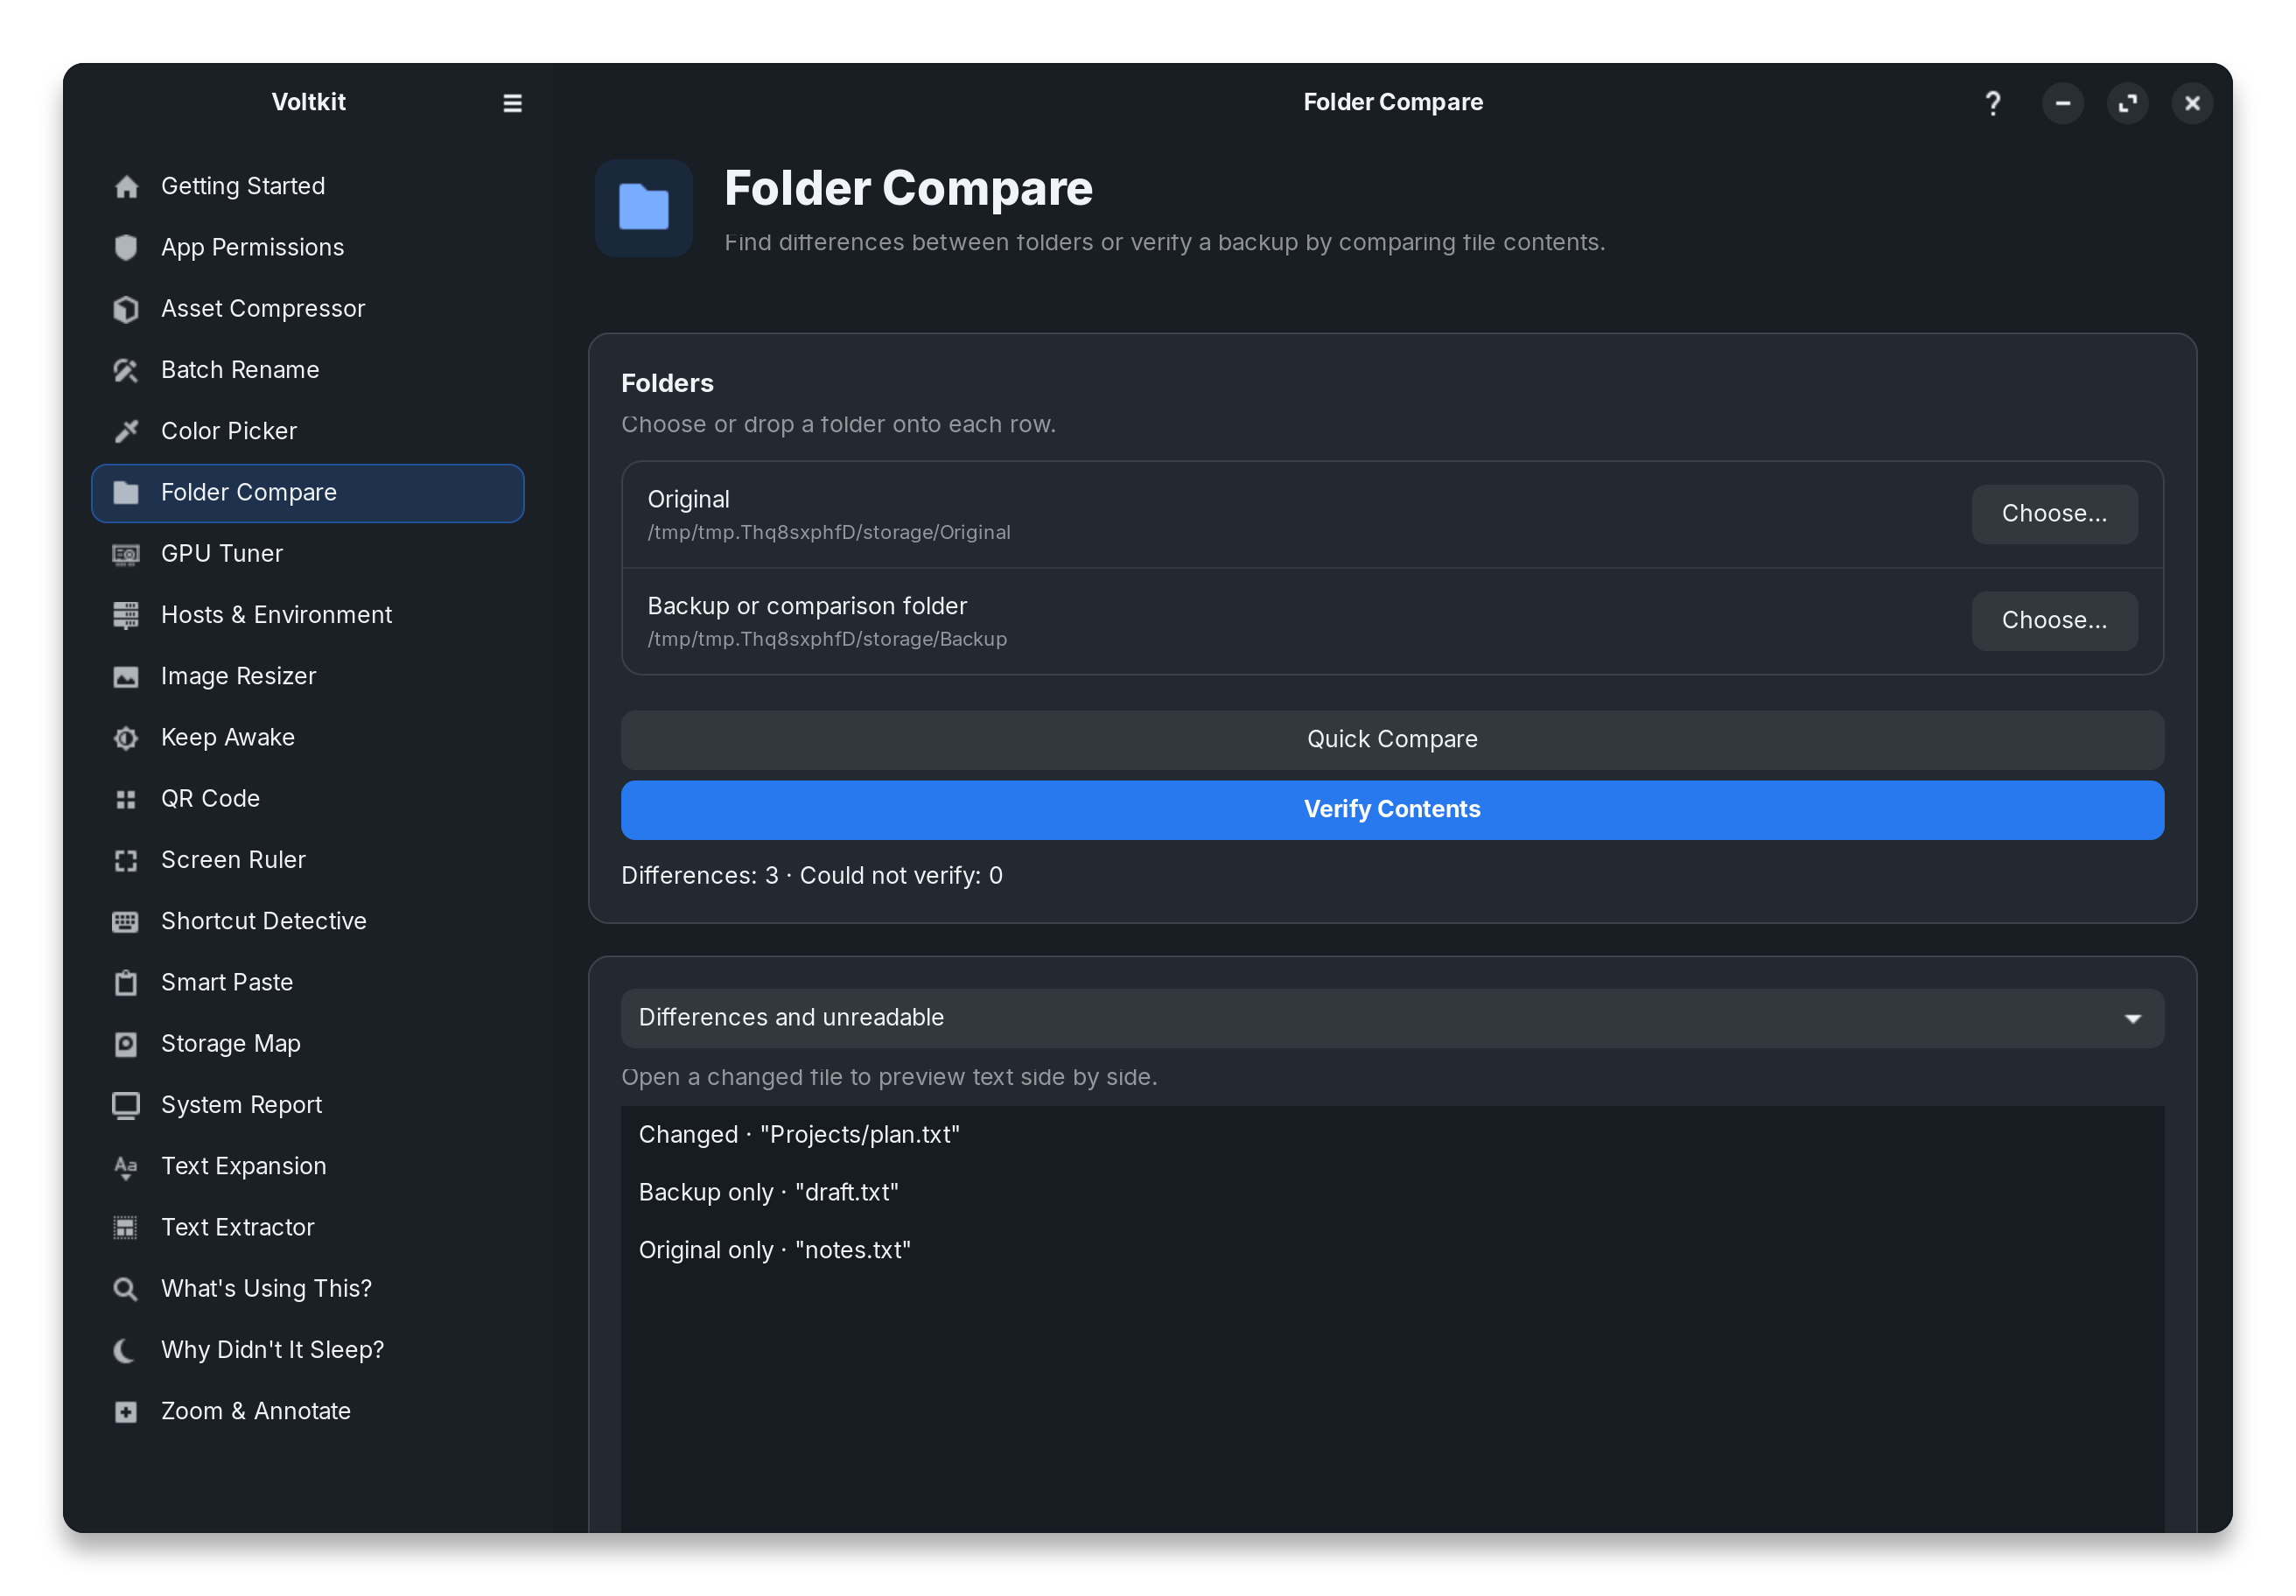 Voltkit
Folder Compare
?
Getting Started
App Permissions
Asset Compressor
Batch Rename
Color Picker
Folder Compare
GPU Tuner
Hosts & Environment
Image Resizer
Keep Awake
QR Code
Screen Ruler
Shortcut Detective
Smart Paste
Storage Map
System Report
Text Expansion
Text Extractor
What's Using This?
Why Didn't It Sleep?
Zoom & Annotate
Folder Compare
Find differences between folders or verify a backup by comparing file contents.
Folders
Choose or drop a folder onto each row.
Original
/tmp/tmp.Thq8sxphfD/storage/Original
Choose...
Backup or comparison folder
/tmp/tmp.Thq8sxphfD/storage/Backup
Choose...
Quick Compare
Verify Contents
Differences: 3 · Could not verify: 0
Differences and unreadable
Open a changed file to preview text side by side.
Changed · "Projects/plan.txt"
Backup only · "draft.txt"
Original only · "notes.txt"